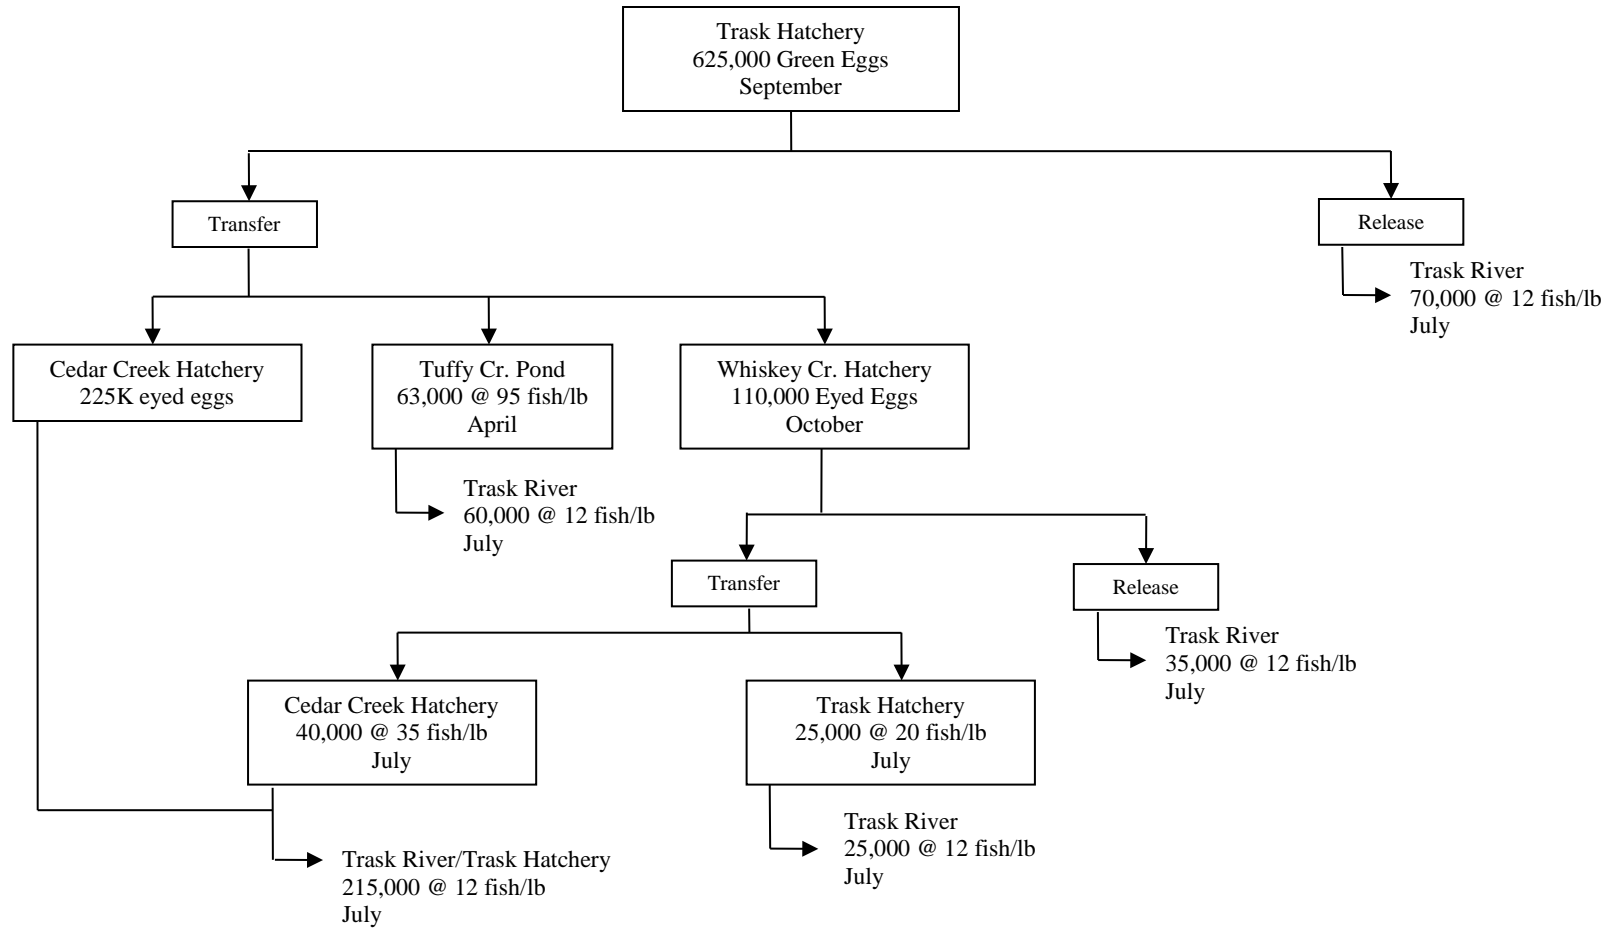 Trask Hatchery
625,000 Green Eggs
September
Transfer
Release
Trask River
70,000 @ 12 fish/lb
July
Cedar Creek Hatchery
225K eyed eggs
Tuffy Cr. Pond
63,000 @ 95 fish/lb
April
Whiskey Cr. Hatchery
110,000 Eyed Eggs
October
Trask River
60,000 @ 12 fish/lb
July
Transfer
Release
Trask River
35,000 @ 12 fish/lb
July
Cedar Creek Hatchery
40,000 @ 35 fish/lb
July
Trask Hatchery
25,000 @ 20 fish/lb
July
Trask River
25,000 @ 12 fish/lb
July
Trask River/Trask Hatchery
215,000 @ 12 fish/lb
July